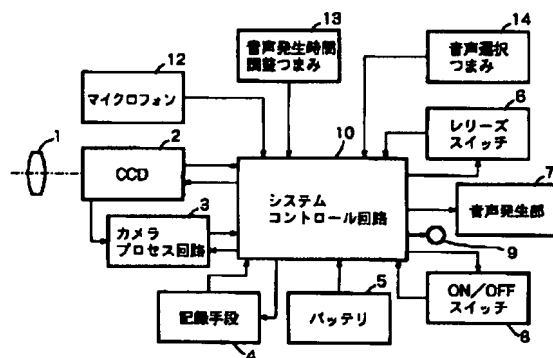 13
音声発生時間
調整つまみ
14
音声選択
つまみ
12
マイクロフォン
6
レリーズ
スイッチ
1
2
CCD
10
システム
コントロール回路
7
音声発生部
3
カメラ
プロセス回路
9
5
バッテリ
記録手段
4
ON/OFF
スイッチ
8